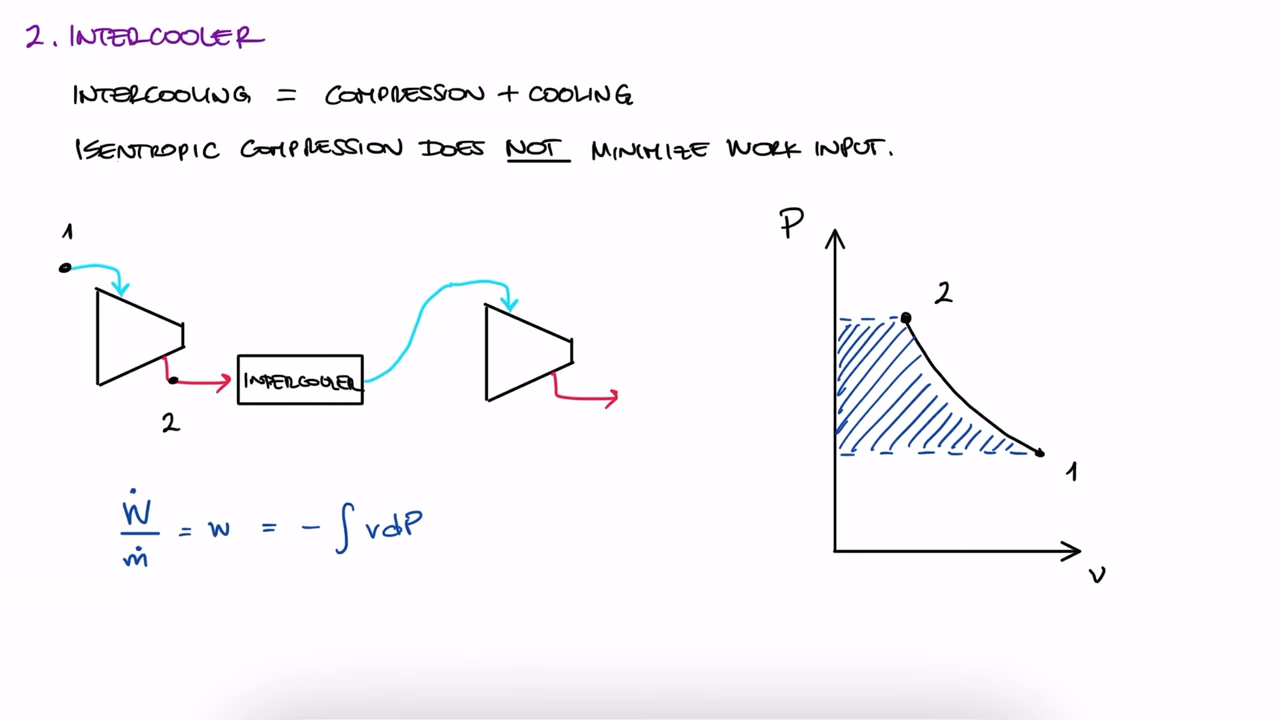 2. INTERCOOLER
INTERCOOLING = COMPRESSION + COOLING
ISENTROPIC COMPRESSION DOES NOT MINIMIZE WORK INPUT.
1
INTERCOOLER
2
Ẇ/ṁ = w = - ∫ vdP
P
2
1
v